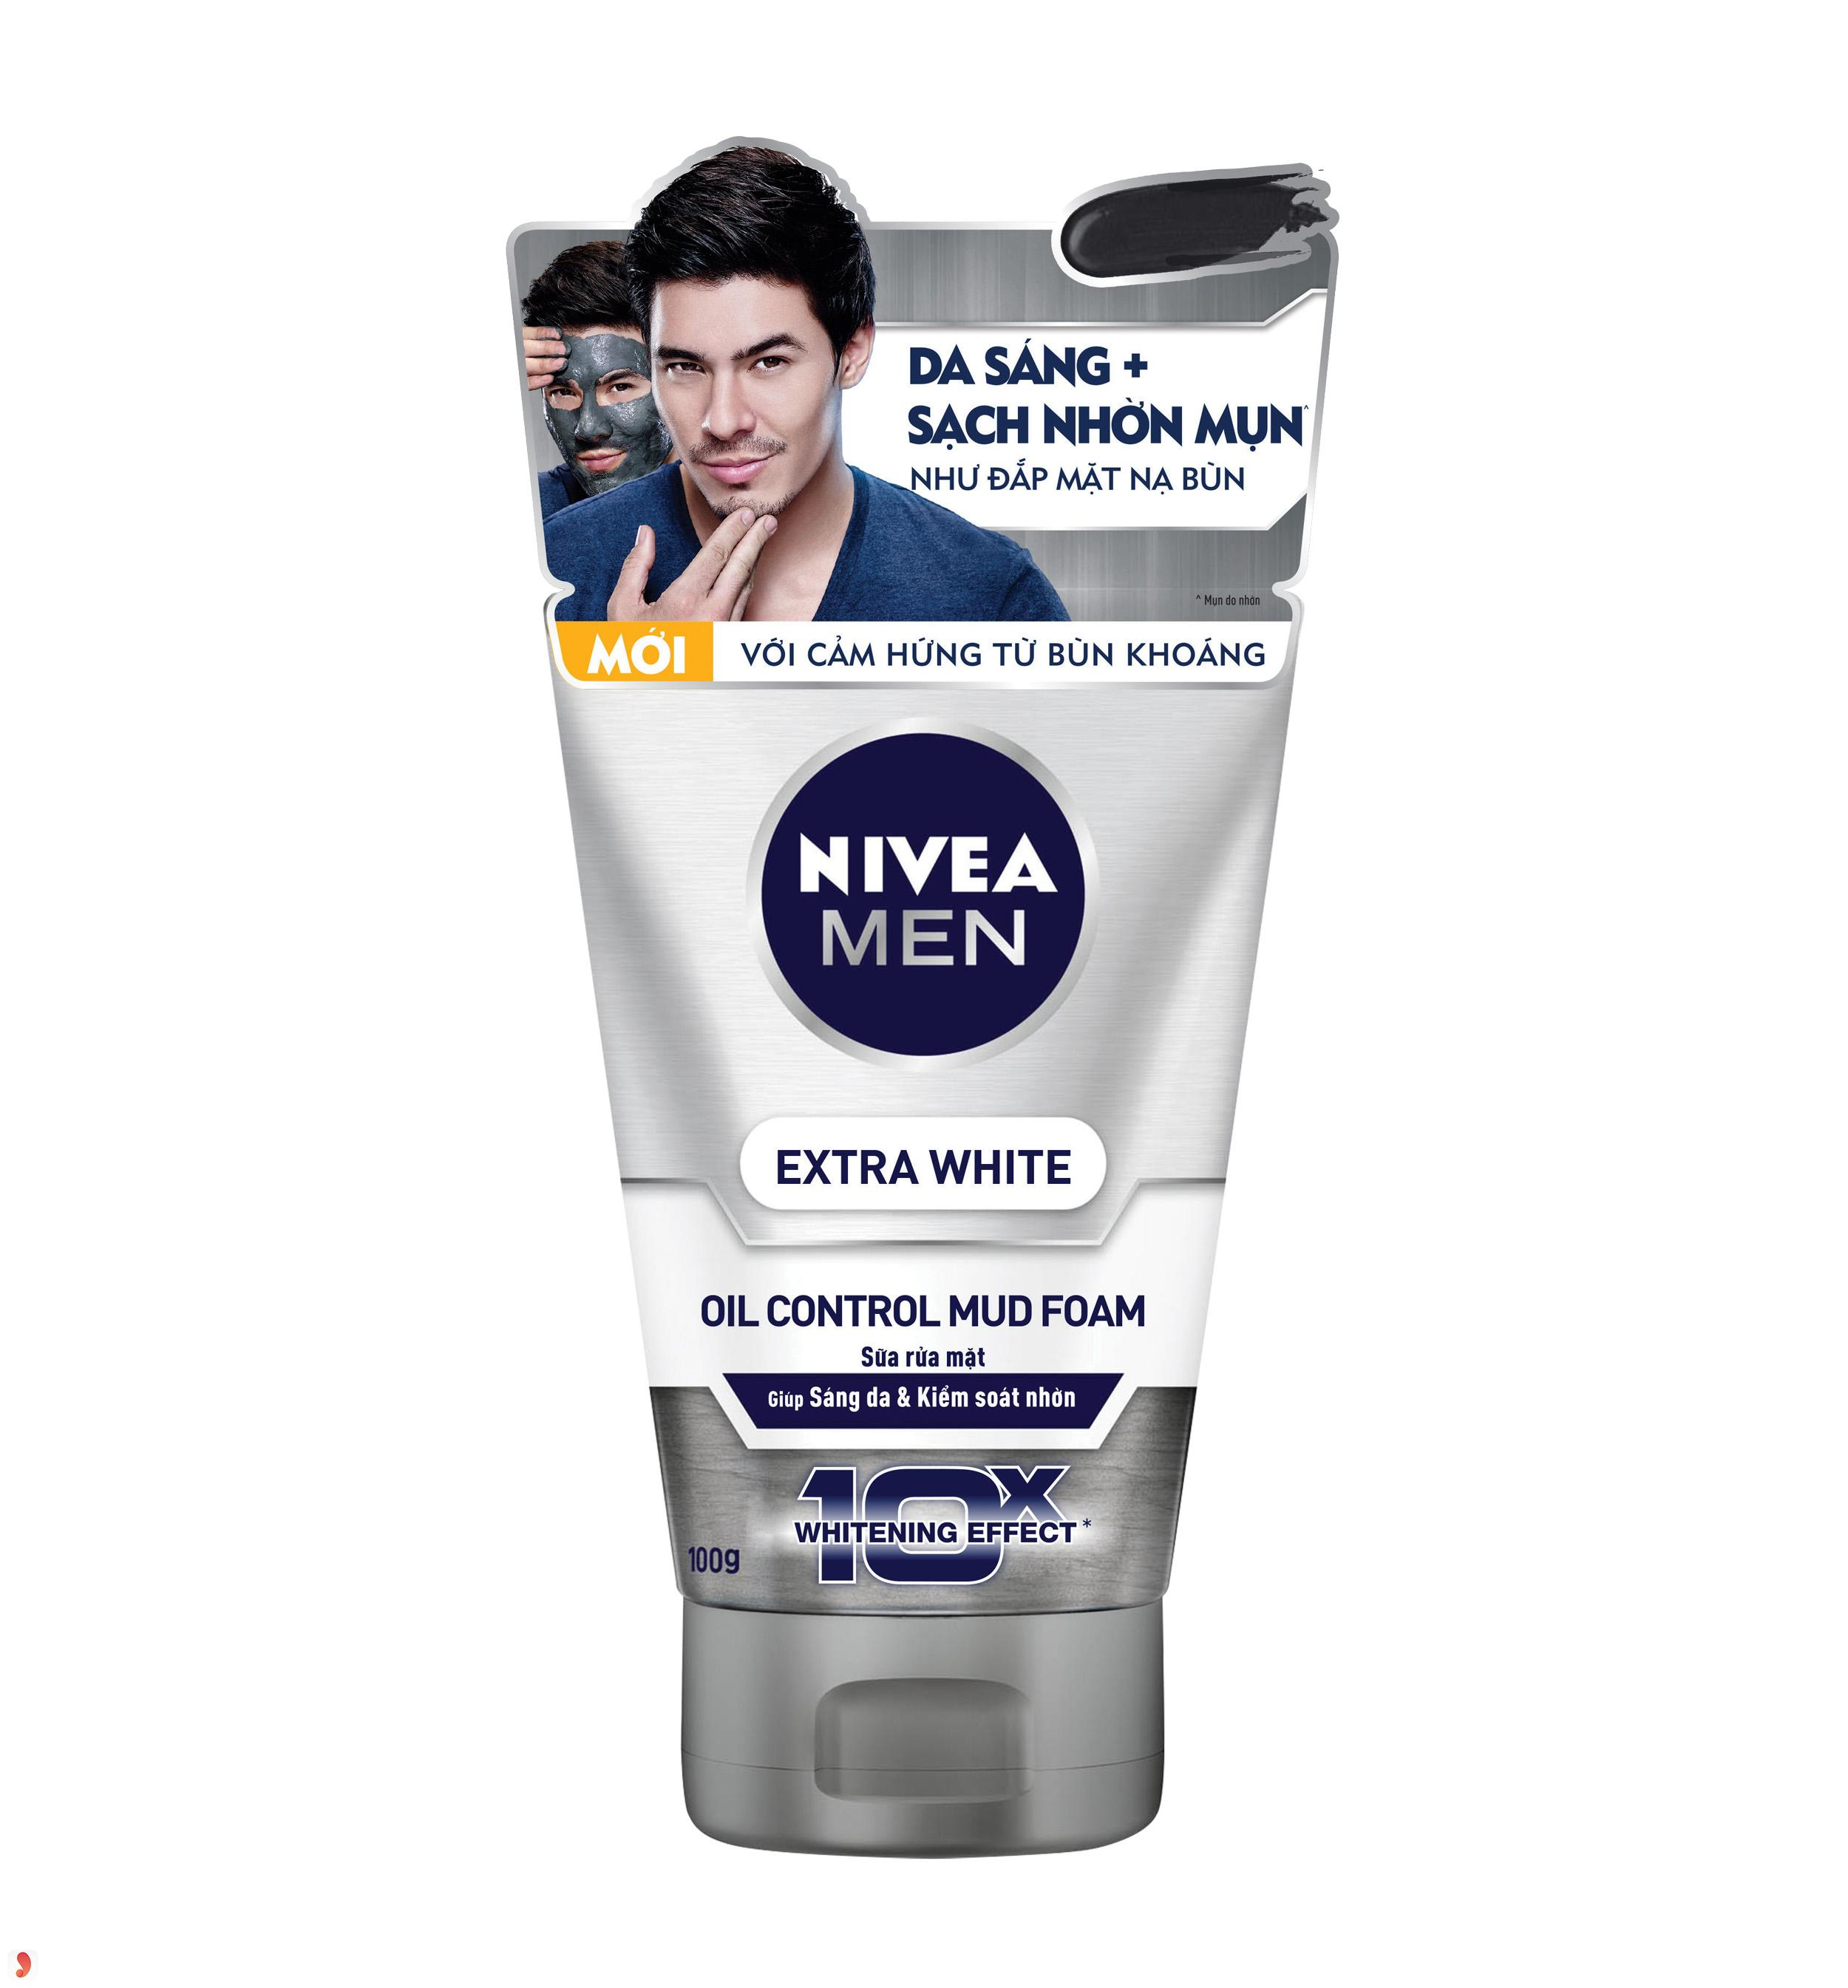 DA SÁNG +
SẠCH NHỜN MỤN^
NHƯ ĐẮP MẶT NẠ BÙN
^ Mụn do nhờn
MỚI VỚI CẢM HỨNG TỪ BÙN KHOÁNG
NIVEA
MEN
EXTRA WHITE
OIL CONTROL MUD FOAM
Sữa rửa mặt
Giúp Sáng da & Kiểm soát nhờn
10X
WHITENING EFFECT*
100g